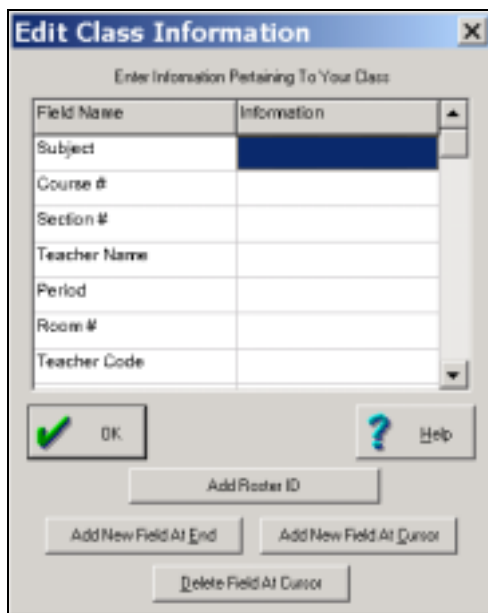 Edit Class Information
Enter Information Pertaining To Your Class
Field Name Information
Subject
Course #
Section #
Teacher Name
Period
Room #
Teacher Code
OK Help
Add Roster ID
Add New Field At End Add New Field At Cursor
Delete Field At Cursor